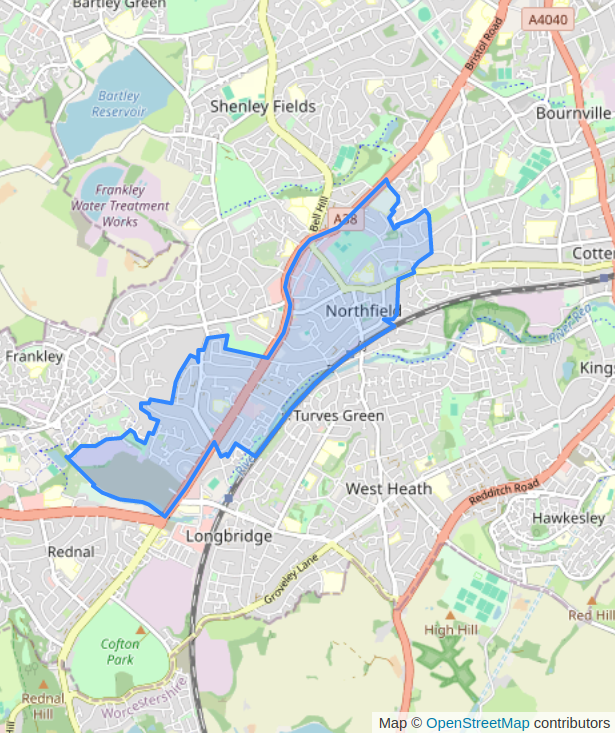 Bartley Green
A4040
Bristol Road
Bartley
Reservoir
Shenley Fields
Bournville
Frankley
Water Treatment
Works
Bell Hill
A38
Cotter
Northfield
River Rea
Frankley
Kings
Turves Green
River
West Heath
Redditch Road
Hawkesley
Longbridge
Rednal
Groveley Lane
Red Hill
High Hill
Cofton
Park
Rednal
Hill
Worcestershire
Hill
Map © OpenStreetMap contributors